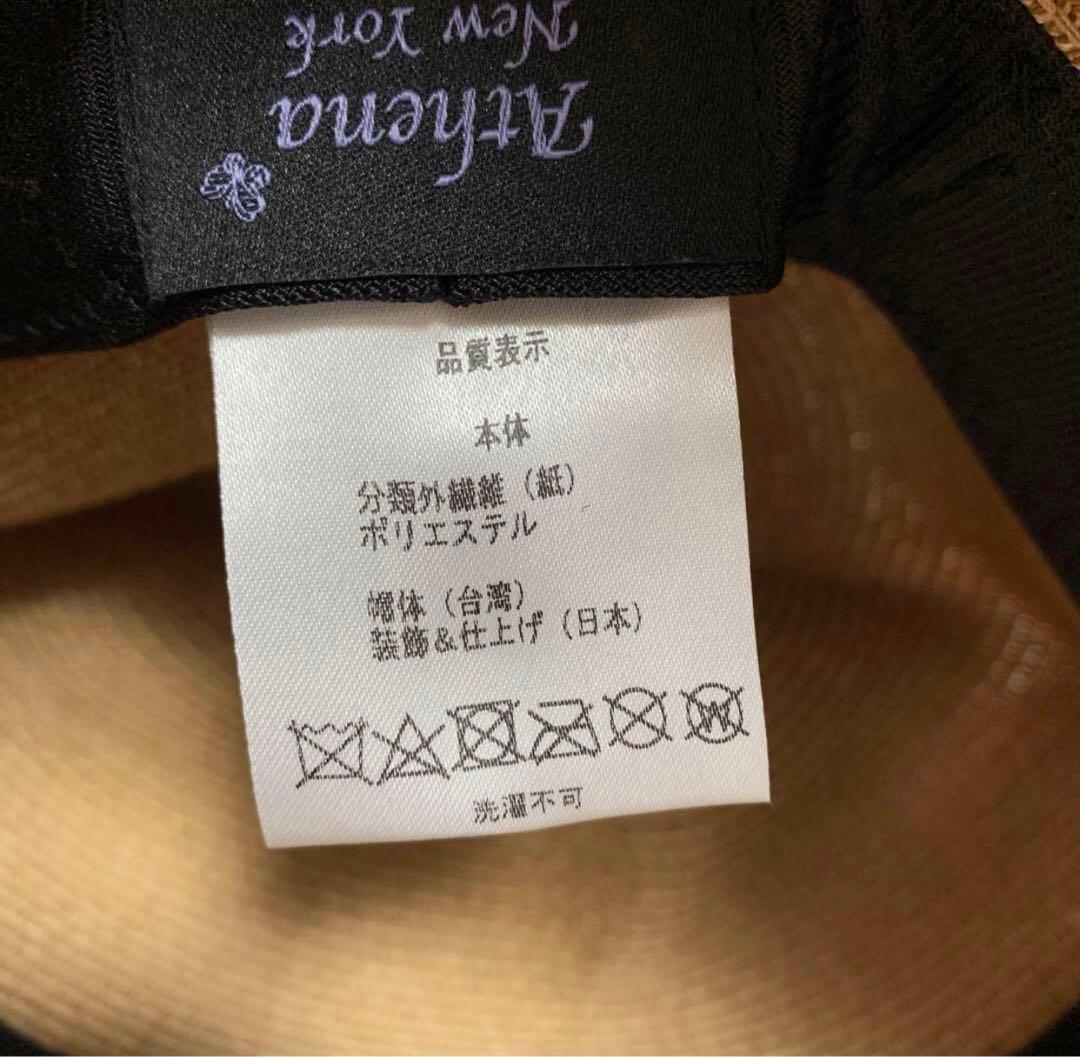 Athena
New York
品質表示
本体
分類外繊維（紙）
ポリエステル
帽体（台湾）
装飾＆仕上げ（日本）
W
洗濯不可